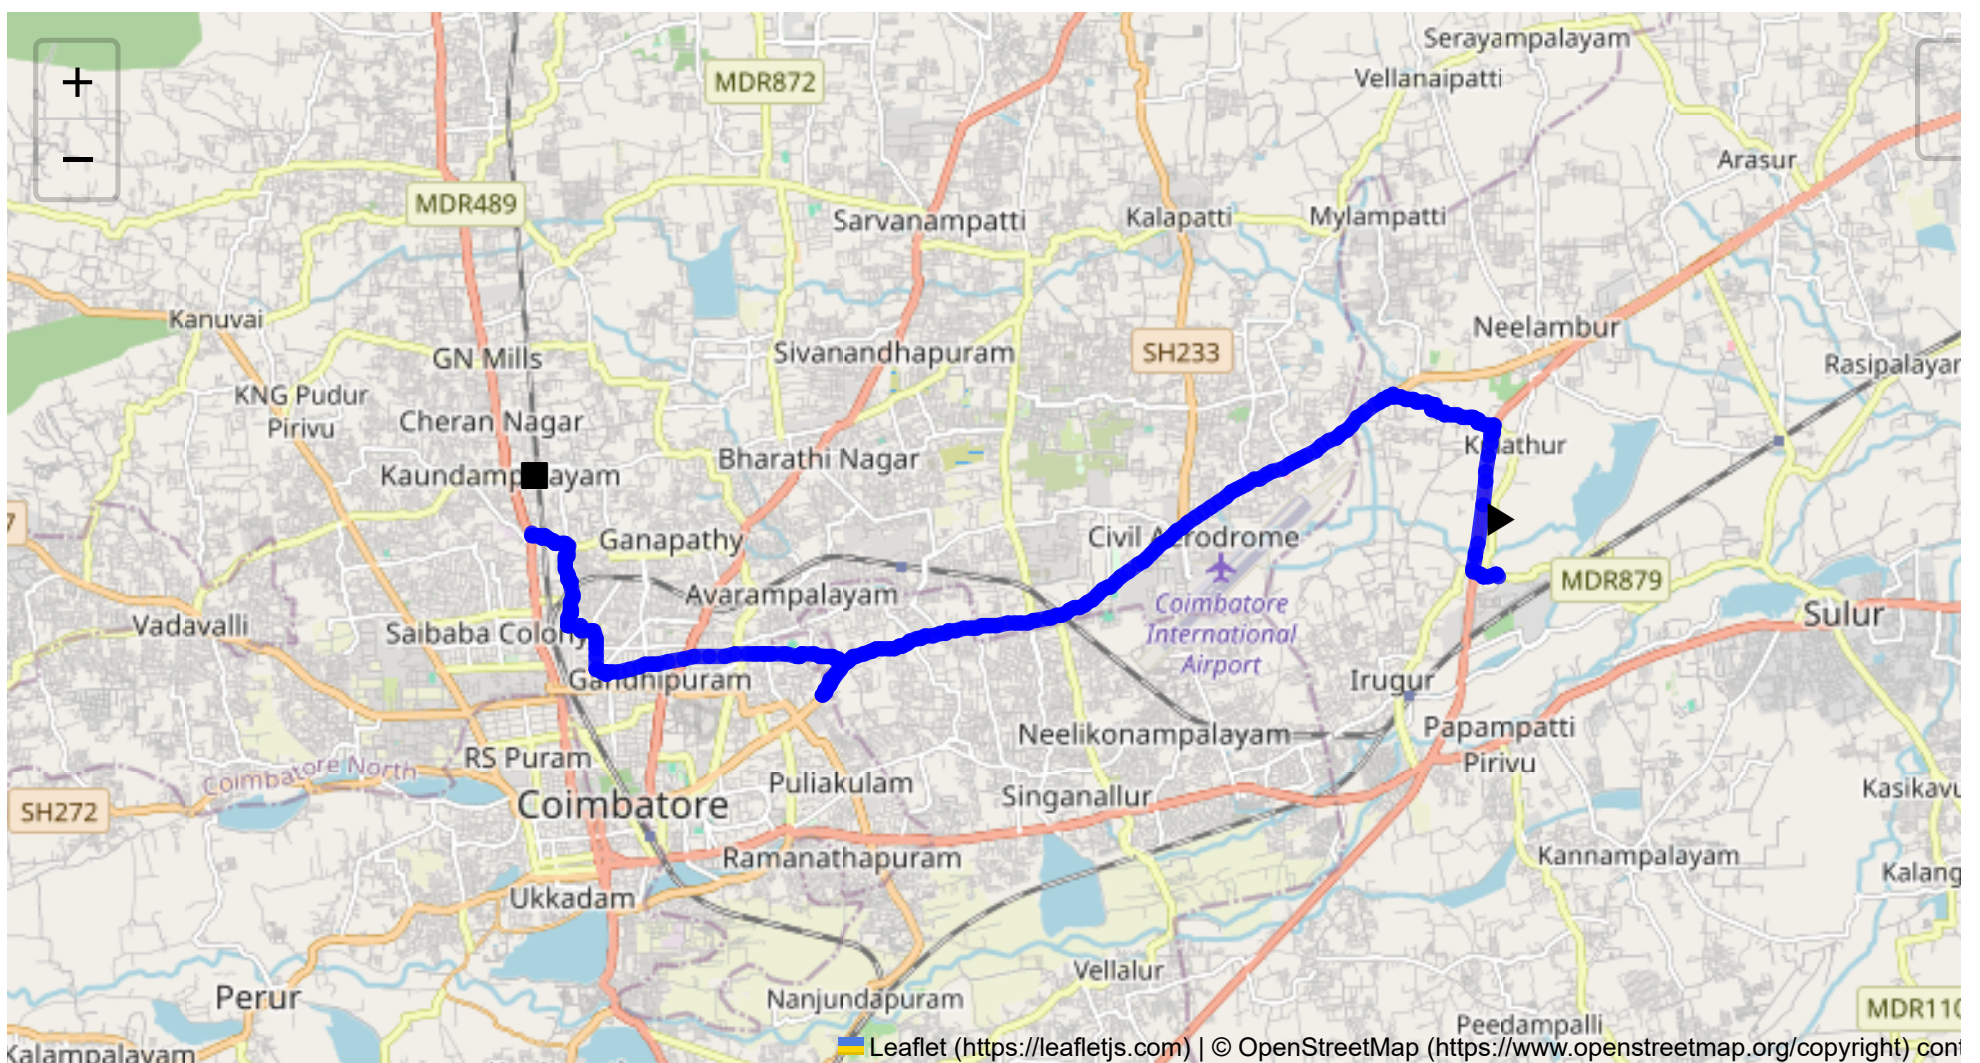 +
−
Serayampalayam
Vellanaipatti
MDR872
Arasur
MDR489
Sarvanampatti
Kalapatti
Mylampatti
Kanuvai
Neelambur
GN Mills
Sivanandhapuram
SH233
Rasipalayar
KNG Pudur
Pirivu
Cheran Nagar
Bharathi Nagar
7
Ganapathy
Civil Aerodrome
MDR879
Avarampalayam
Coimbatore
International
Airport
Sulur
Vadavalli
Saibaba Colony
Gandhipuram
Irugur
Neelikonampalayam
Papampatti
Pirivu
RS Puram
Coimbatore North
Puliakulam
Singanallur
Kasikavu
SH272
Coimbatore
Ramanathapuram
Kannampalayam
Kalang
Ukkadam
Vellalur
Perur
Nanjundapuram
MDR110
Peedampalli
Kalampalayam
Leaflet (https://leafletjs.com) | © OpenStreetMap (https://www.openstreetmap.org/copyright) cont